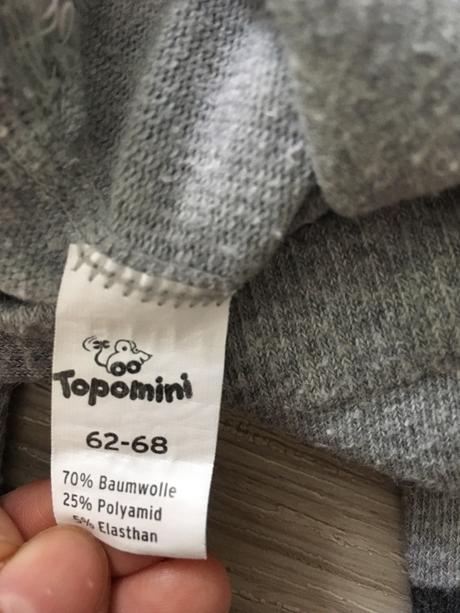 Topomini
62-68
70% Baumwolle
25% Polyamid
5% Elasthan